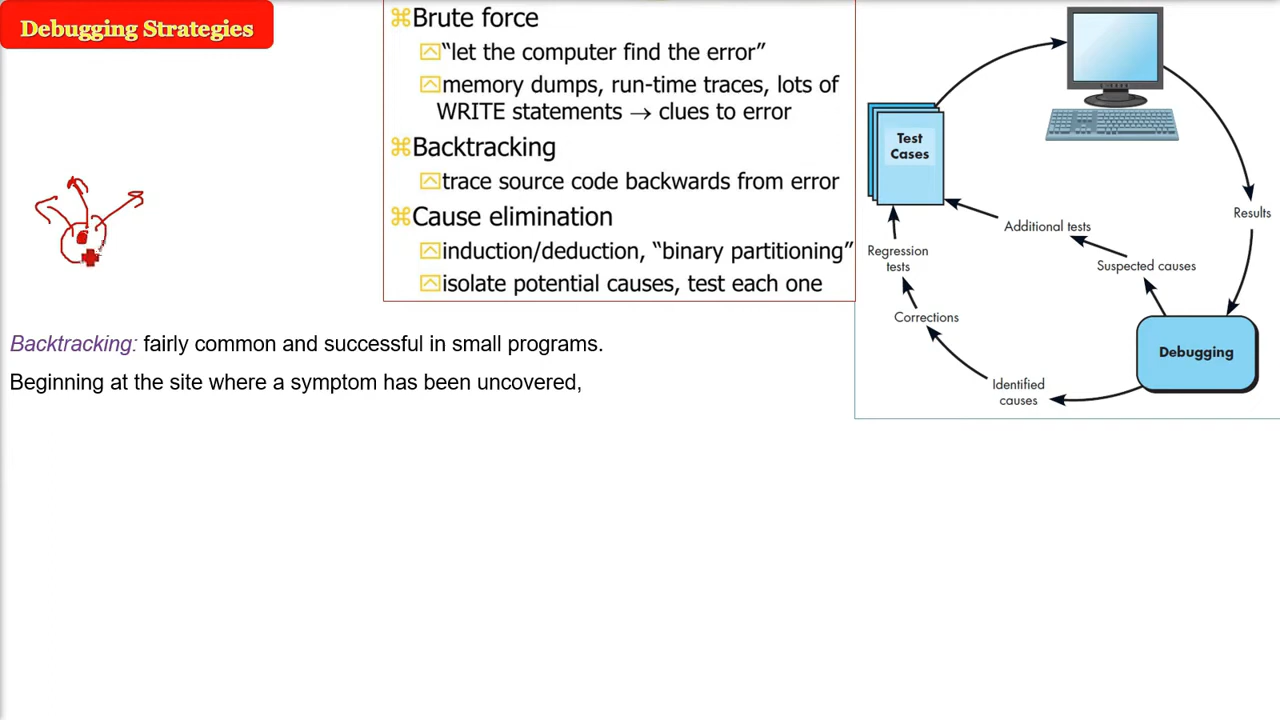 Debugging Strategies
Brute force
“let the computer find the error”
memory dumps, run-time traces, lots of
WRITE statements → clues to error
Backtracking
trace source code backwards from error
Cause elimination
induction/deduction, “binary partitioning”
isolate potential causes, test each one
Test
Cases
Results
Additional tests
Suspected causes
Regression
tests
Corrections
Debugging
Identified
causes
Backtracking: fairly common and successful in small programs.
Beginning at the site where a symptom has been uncovered,